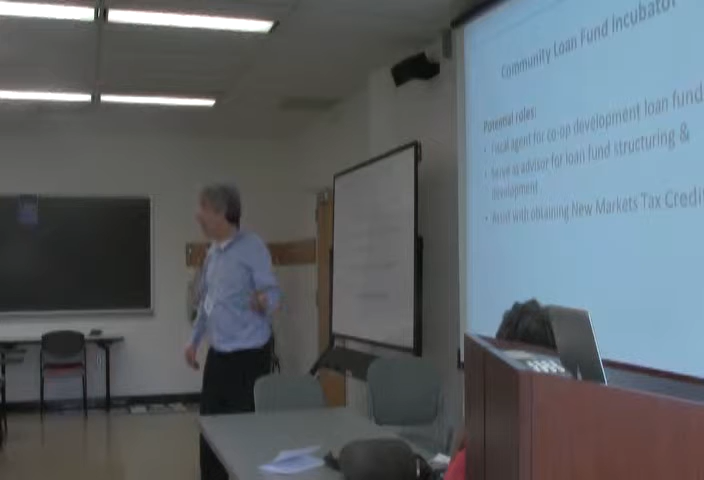 Community Loan Fund Incubator
Potential roles:
• Fiscal agent for co-op development loan fund
• Serve as advisor for loan fund structuring &
development
• Assist with obtaining New Markets Tax Credi